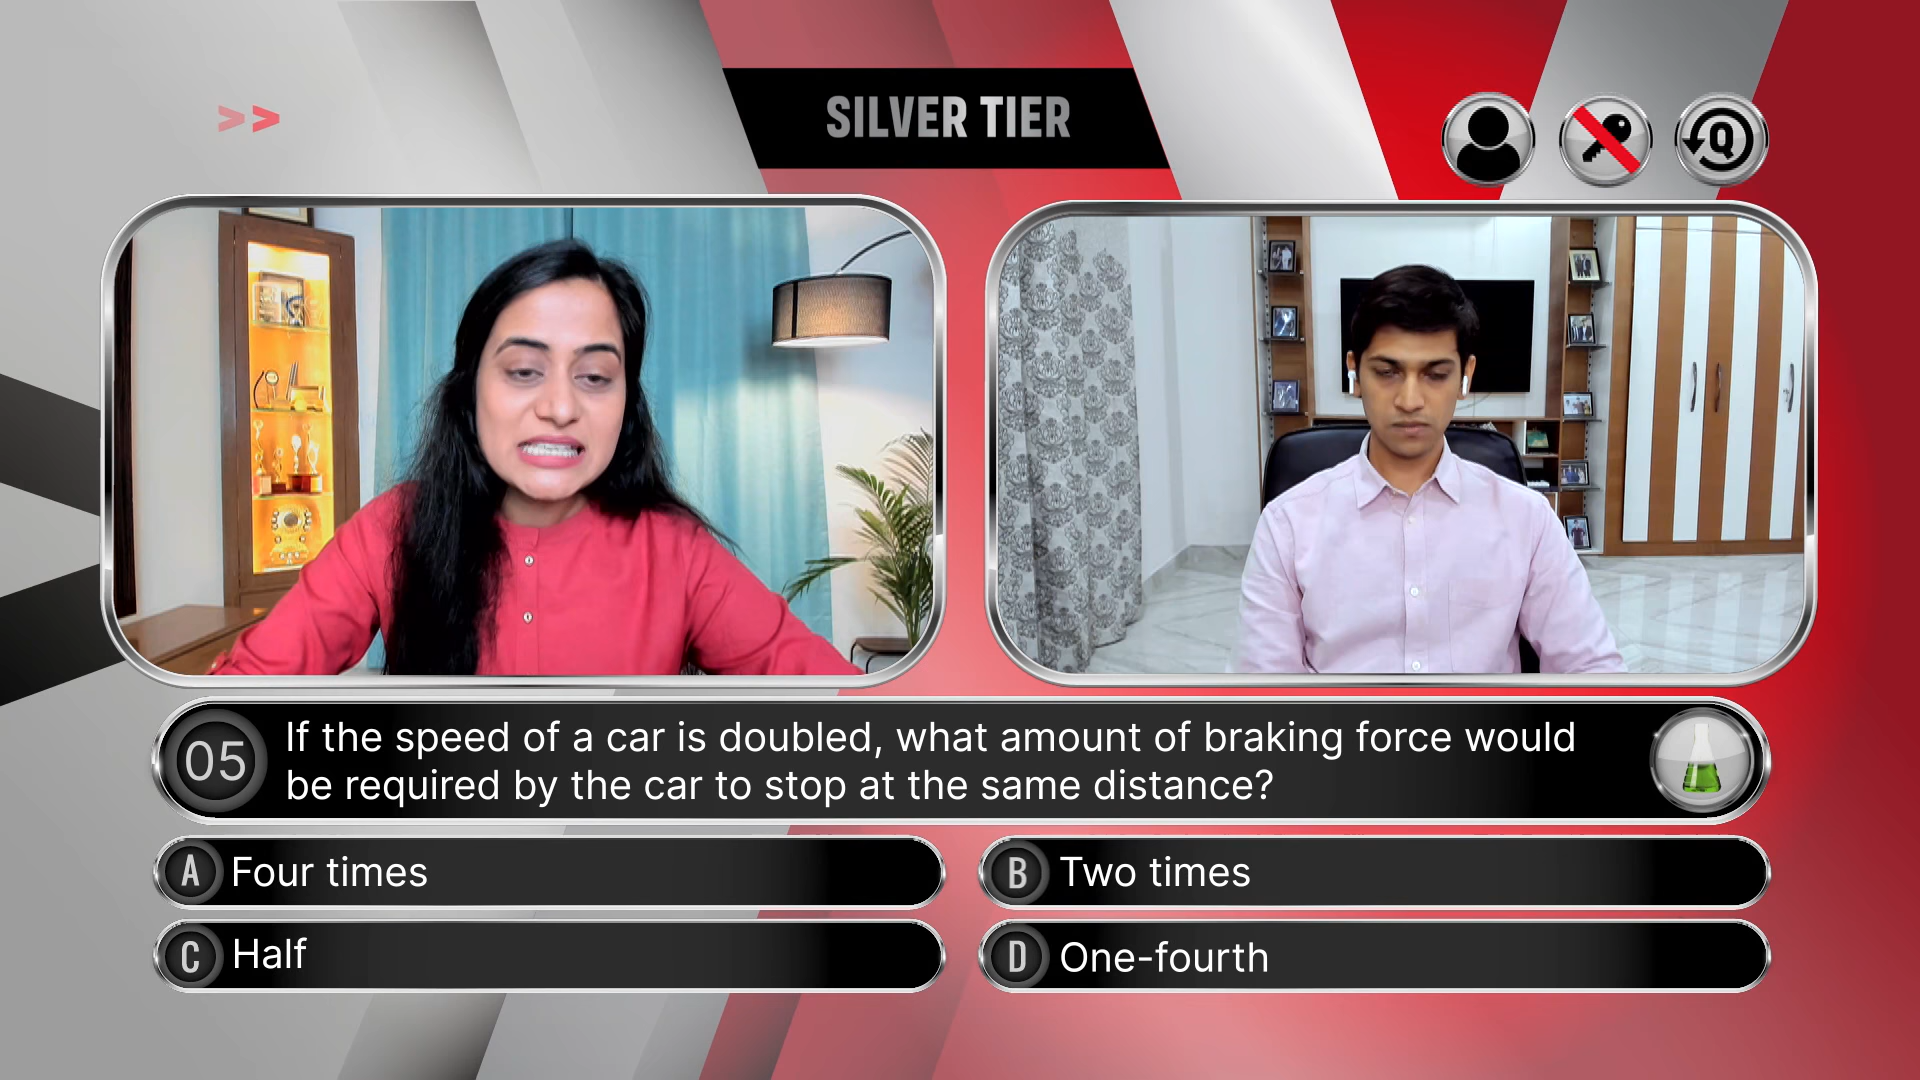 >>
SILVER TIER
Q
05
If the speed of a car is doubled, what amount of braking force would
be required by the car to stop at the same distance?
A Four times
B Two times
C Half
D One-fourth